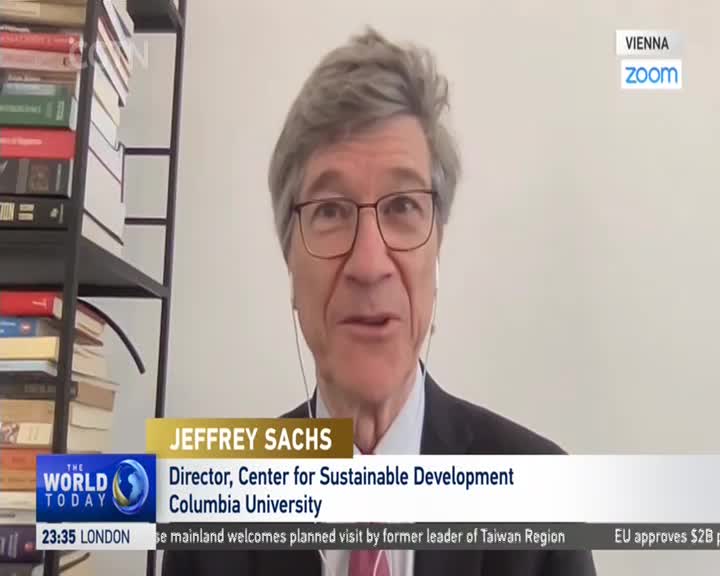 CGTN
VIENNA
zoom
JEFFREY SACHS
Director, Center for Sustainable Development
Columbia University
THE
WORLD
TODAY
23:35 LONDON
se mainland welcomes planned visit by former leader of Taiwan Region EU approves $2B p